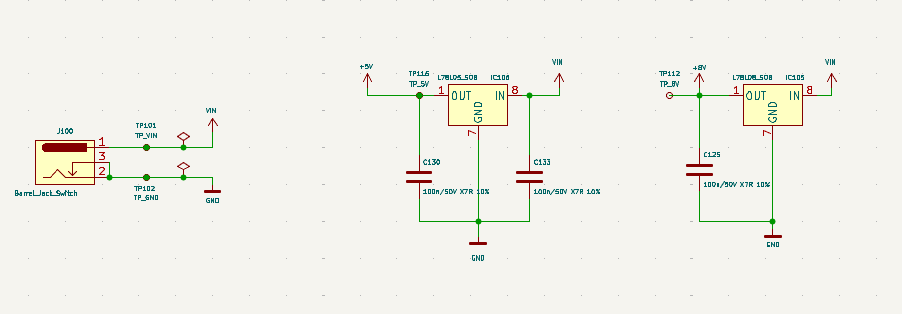 J100
1
3
2
Barrel_Jack_Switch
TP101
TP_VIN
TP102
TP_GND
VIN
GND
+5V
TP116
TP_5V
L78L05_SO8
IC106
VIN
1
OUT
IN
8
GND
7
C130
100n/50V X7R 10%
C133
100n/50V X7R 10%
GND
TP112
TP_8V
+8V
L78L08_SO8
IC105
VIN
1
OUT
IN
8
GND
7
C125
100n/50V X7R 10%
GND